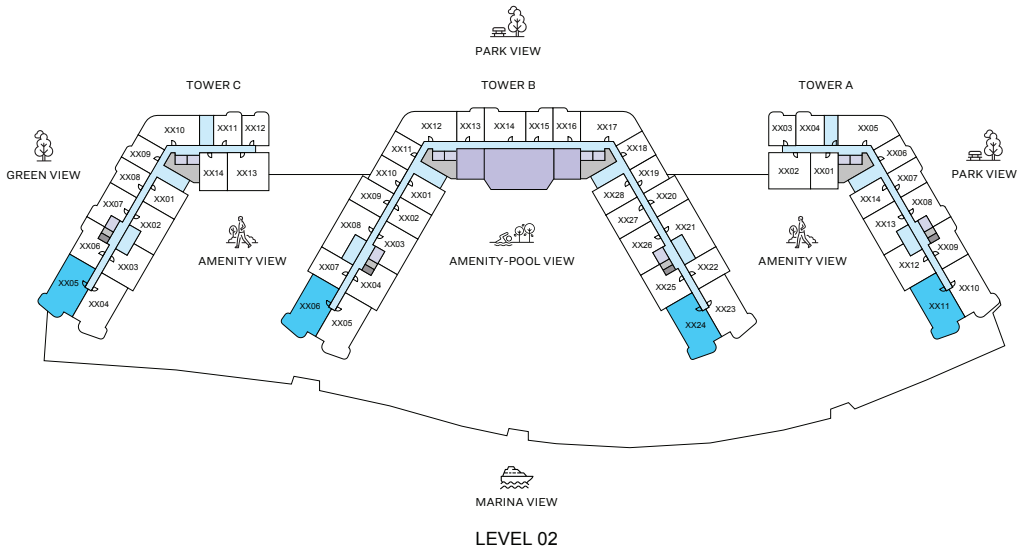 PARK VIEW
TOWER C
TOWER B
TOWER A
GREEN VIEW
PARK VIEW
XX10
XX11
XX12
XX09
XX08
XX07
XX06
XX05
XX04
XX03
XX02
XX01
XX14
XX13
AMENITY VIEW
XX12
XX13
XX14
XX15
XX16
XX17
XX11
XX10
XX09
XX08
XX07
XX06
XX05
XX04
XX03
XX02
XX01
XX18
XX19
XX20
XX21
XX22
XX23
XX24
XX25
XX26
XX27
XX28
AMENITY-POOL VIEW
AMENITY VIEW
XX03
XX04
XX05
XX02
XX01
XX06
XX07
XX08
XX09
XX10
XX11
XX12
XX13
XX14
MARINA VIEW
LEVEL 02